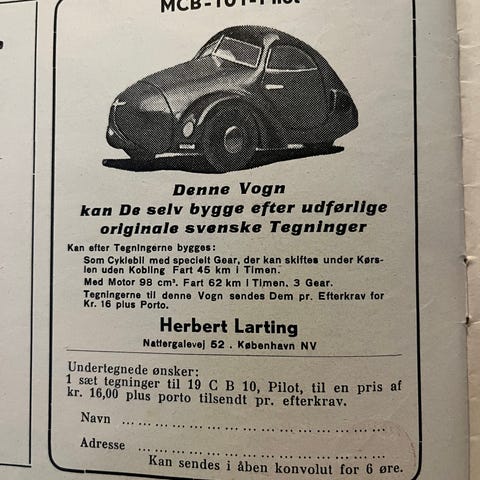 MCB-101-Pilot
Denne Vogn
kan De selv bygge efter udførlige
originale svenske Tegninger
Kan efter Tegningerne bygges:
Som Cyklebil med specielt Gear, der kan skiftes under Kørs-
len uden Kobling Fart 45 km i Timen.
Med Motor 98 cm³. Fart 62 km i Timen. 3 Gear.
Tegningerne til denne Vogn sendes Dem pr. Efterkrav for
Kr. 16 plus Porto.
Herbert Larting
Nattergalevej 52 . København NV
Undertegnede ønsker:
1 sæt tegninger til 19 C B 10, Pilot, til en pris af
kr. 16,00 plus porto tilsendt pr. efterkrav.
Navn ... ... ... ... ... ... ... ... ... ... ... ... ...
Adresse ... ... ... ... ... ... ... ... ... ... ... ...
Kan sendes i åben konvolut for 6 øre.